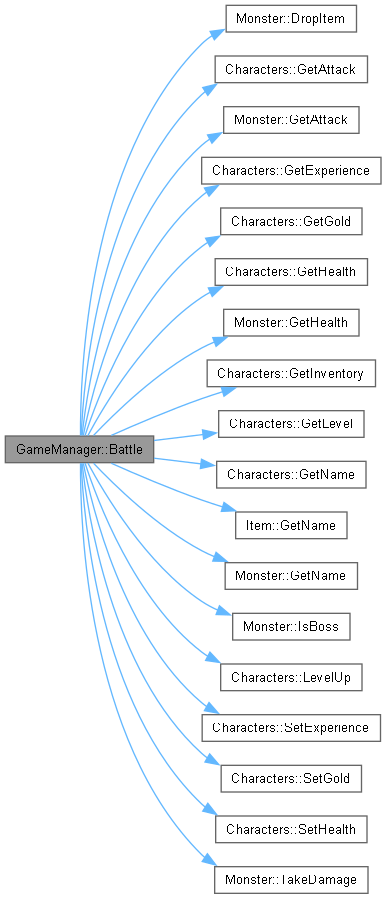 Monster::DropItem
Characters::GetAttack
Monster::GetAttack
Characters::GetExperience
Characters::GetGold
Characters::GetHealth
Monster::GetHealth
Characters::GetInventory
Characters::GetLevel
GameManager::Battle
Characters::GetName
Item::GetName
Monster::GetName
Monster::IsBoss
Characters::LevelUp
Characters::SetExperience
Characters::SetGold
Characters::SetHealth
Monster::TakeDamage